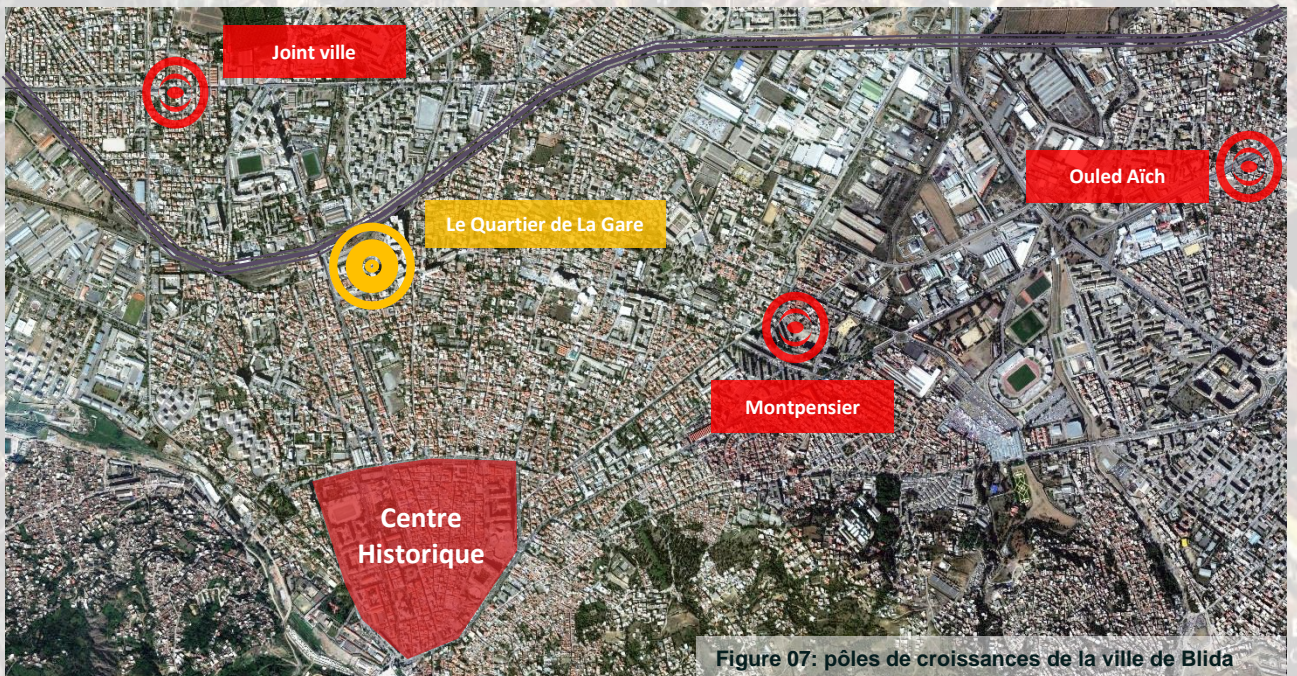 Joint ville
Ouled Aïch
Le Quartier de La Gare
Montpensier
Centre
Historique
Figure 07: pôles de croissances de la ville de Blida